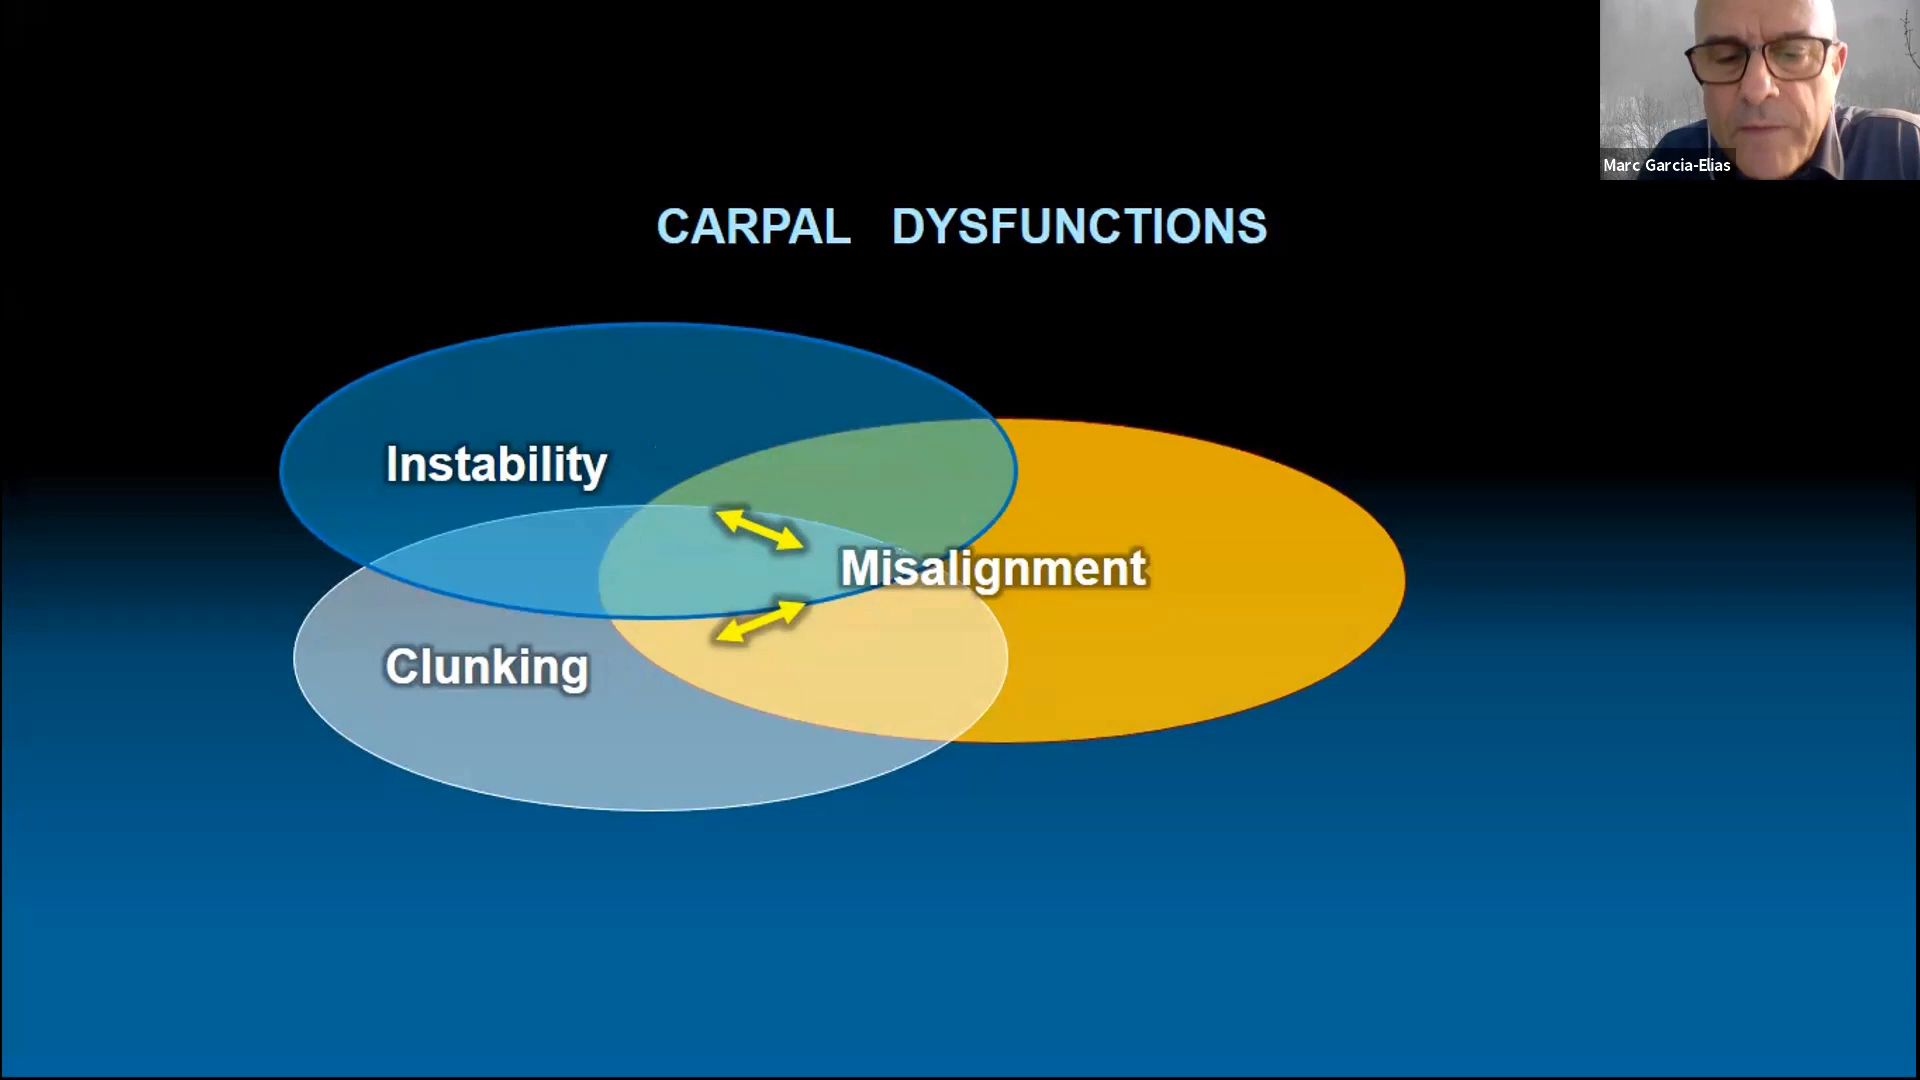 Marc Garcia-Elias
CARPAL DYSFUNCTIONS
Instability
Misalignment
Clunking